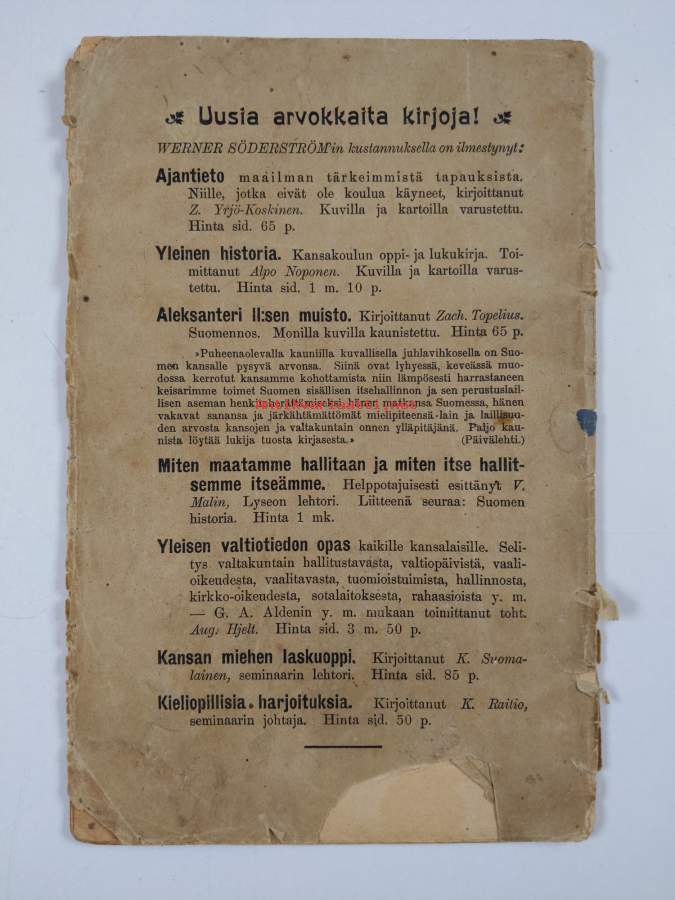 Uusia arvokkaita kirjoja!
WERNER SÖDERSTRÖM'in kustannuksella on ilmestynyt:
Ajantieto maailman tärkeimmistä tapauksista.
Niille, jotka eivät ole koulua käyneet, kirjoittanut
Z. Yrjö-Koskinen. Kuvilla ja kartoilla varustettu.
Hinta sid. 65 p.
Yleinen historia. Kansakoulun oppi- ja lukukirja. Toi-
mittanut Alpo Noponen. Kuvilla ja kartoilla varus-
tettu. Hinta sid. 1 m. 10 p.
Aleksanteri II:sen muisto. Kirjoittanut Zach. Topelius.
Suomennos. Monilla kuvilla kaunistettu. Hinta 65 p.
»Puheenaolevalla kauniilla kuvallisella juhlavihkosella on Suo-
men kansalle pysyvä arvonsa. Siinä ovat lyhyessä, keveässä muo-
dossa kerrotut kansamme kohottamista niin lämpösesti harrastaneen
keisarimme toimet Suomen sisällisen itsehallinnon ja sen perustuslail-
lisen aseman henkiinherättämiseksi, hänen matkansa Suomessa, hänen
vakavat sanansa ja järkähtämättömät mielipiteensä lain ja laillisuu-
den arvosta kansojen ja valtakuntain onnen ylläpitäjänä. Paljo kau-
nista löytää lukija tuosta kirjasesta.» (Päivälehti.)
Miten maatamme hallitaan ja miten itse hallit-
semme itseämme. Helppotajuisesti esittänyt V.
Malin, Lyseon lehtori. Liitteenä seuraa: Suomen
historia. Hinta 1 mk.
Yleisen valtiotiedon opas kaikille kansalaisille. Seli-
tys valtakuntain hallitustavasta, valtiopäivistä, vaali-
oikeudesta, vaalitavasta, tuomioistuimista, hallinnosta,
kirkko-oikeudesta, sotalaitoksesta, rahaasioista y. m.
— G. A. Aldenin y. m. mukaan toimittanut toht.
Aug. Hjelt. Hinta sid. 3 m. 50 p.
Kansan miehen laskuoppi. Kirjoittanut K. Suoma-
lainen, seminaarin lehtori. Hinta sid. 85 p.
Kieliopillisia harjoituksia. Kirjoittanut K. Raitio,
seminaarin johtaja. Hinta sid. 50 p.